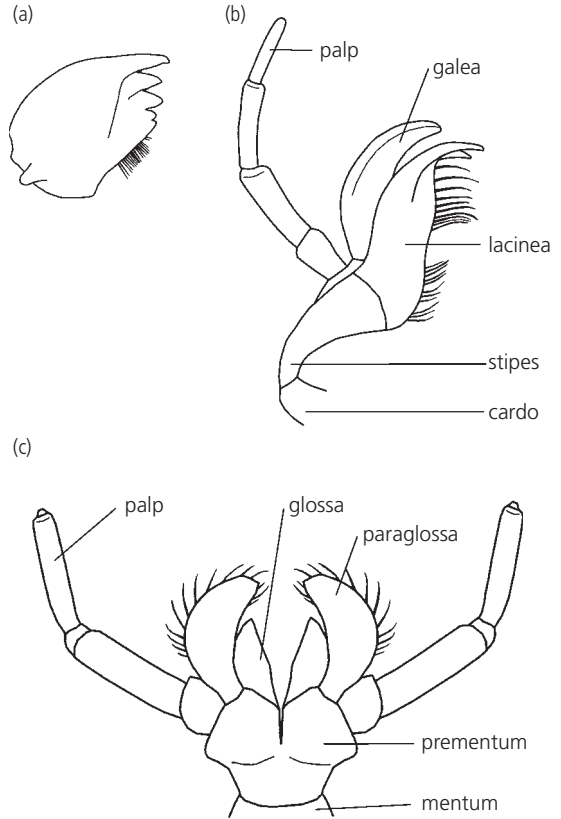 (a)
(b)
palp
galea
lacinea
stipes
cardo
(c)
palp
glossa
paraglossa
prementum
mentum